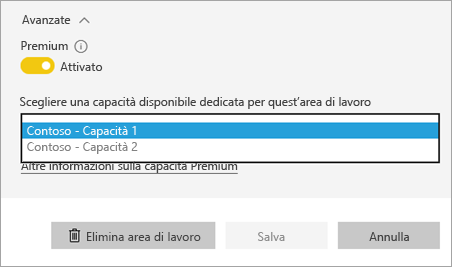 Avanzate
Premium
Attivato
Scegliere una capacità disponibile dedicata per quest'area di lavoro
Contoso - Capacità 1
Contoso - Capacità 2
Altre informazioni sulla capacità Premium
Elimina area di lavoro
Salva
Annulla